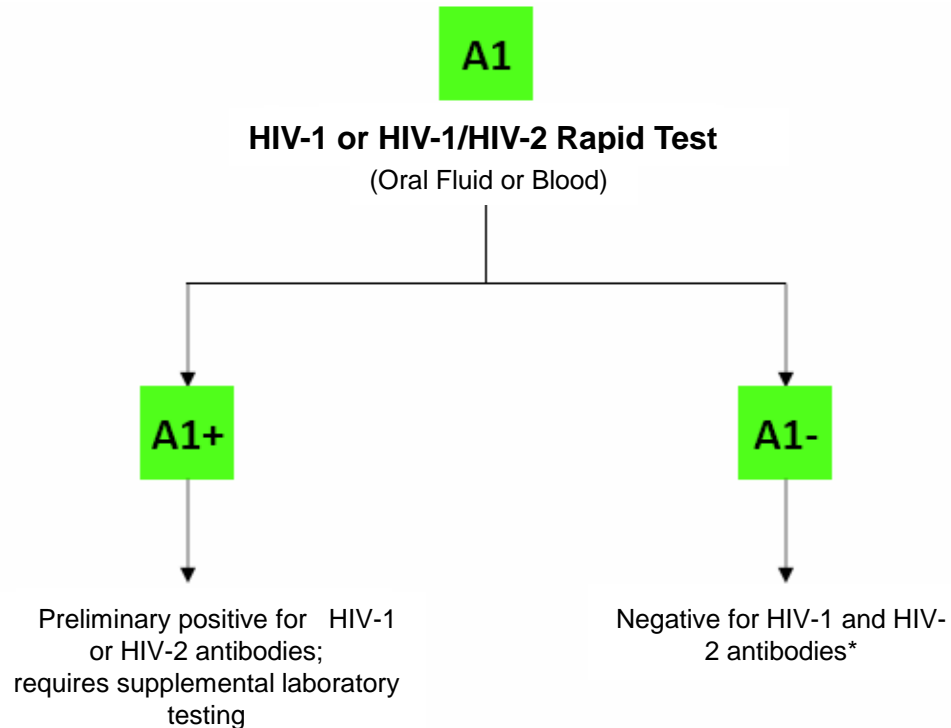 A1
HIV-1 or HIV-1/HIV-2 Rapid Test
(Oral Fluid or Blood)
A1+
A1-
Preliminary positive for HIV-1
or HIV-2 antibodies;
requires supplemental laboratory
testing
Negative for HIV-1 and HIV-
2 antibodies*